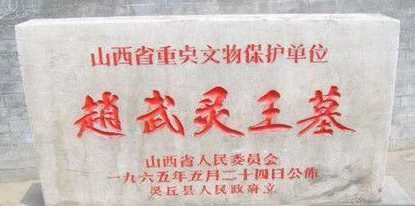 山西省重点文物保护单位
趙武灵王墓
山西省人民委员会
一九六五年五月二十四日公佈
灵丘县人民政府立